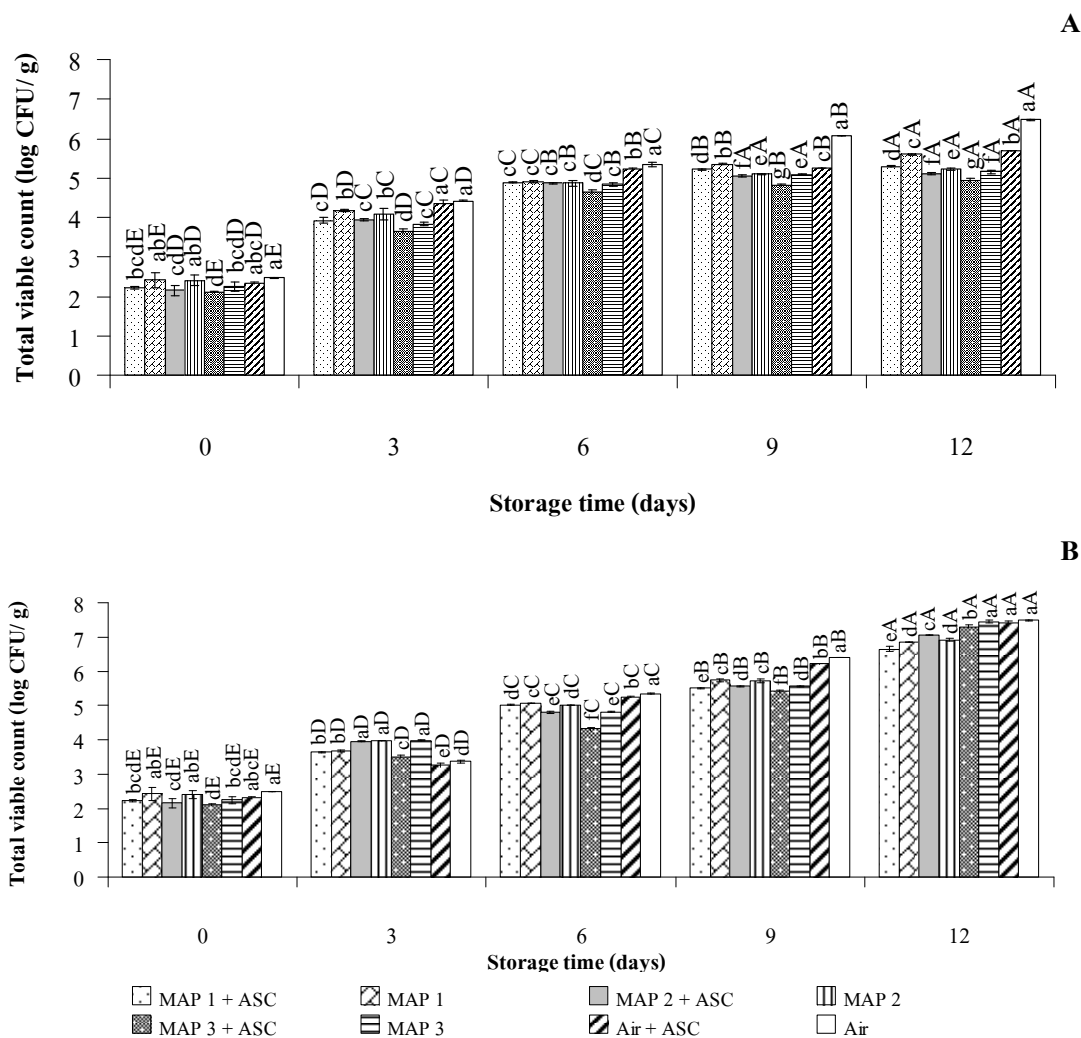 A
Total viable count (log CFU/ g)
8
7
6
5
4
3
2
1
0
bcdE abE cdD abD dE bcdD abcD aE
cD bD cC bC dD cC aC aD
cC cC cB cB dC cB bB aC
dB bB fA eA gB eA cB aB
dA cA fA eA gA fA bA aA
0 3 6 9 12
Storage time (days)
B
Total viable count (log CFU/ g)
8
7
6
5
4
3
2
1
0
bcdE abE cdE abE dE bcdE abcE aE
bD bD aD aD cD aD eD dD
dC cC eC dC fC eC bC aC
eB cB dB cB fB dB bB aB
eA dA cA dA bA aA aA aA
0 3 6 9 12
Storage time (days)
MAP 1 + ASC MAP 1 MAP 2 + ASC MAP 2
MAP 3 + ASC MAP 3 Air + ASC Air